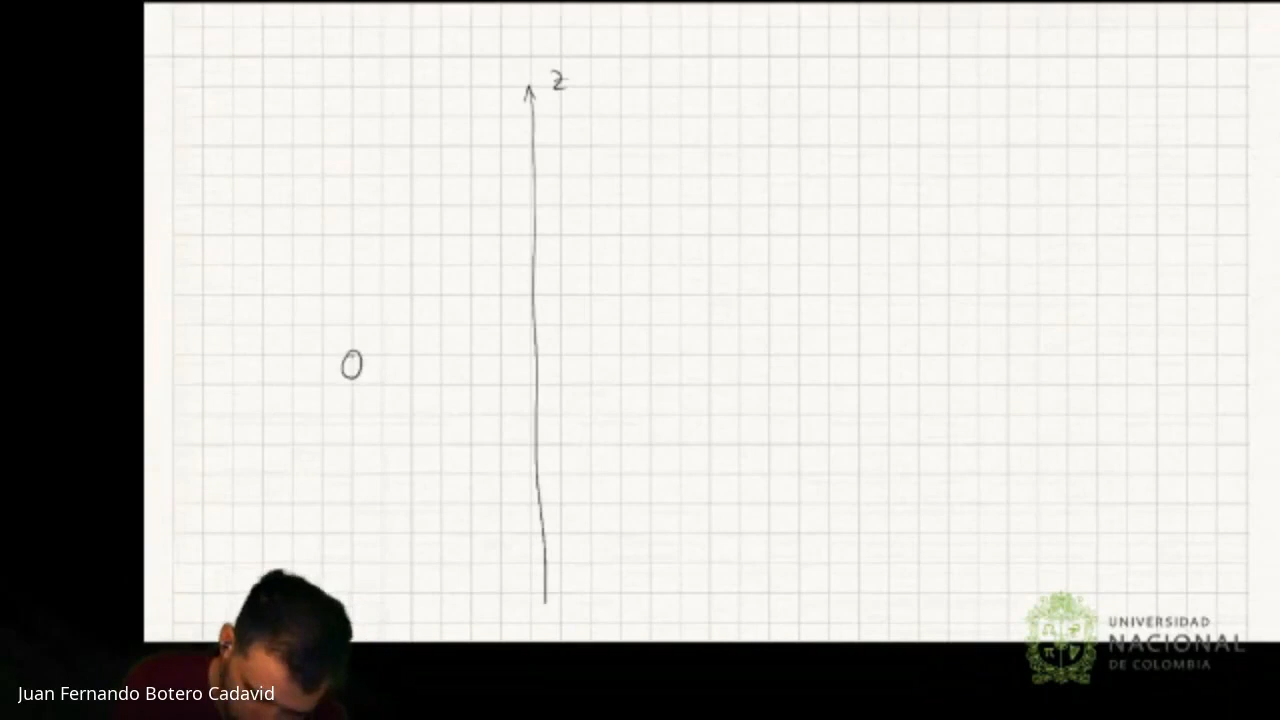 z
0
UNIVERSIDAD
NACIONAL
DE COLOMBIA
Juan Fernando Botero Cadavid